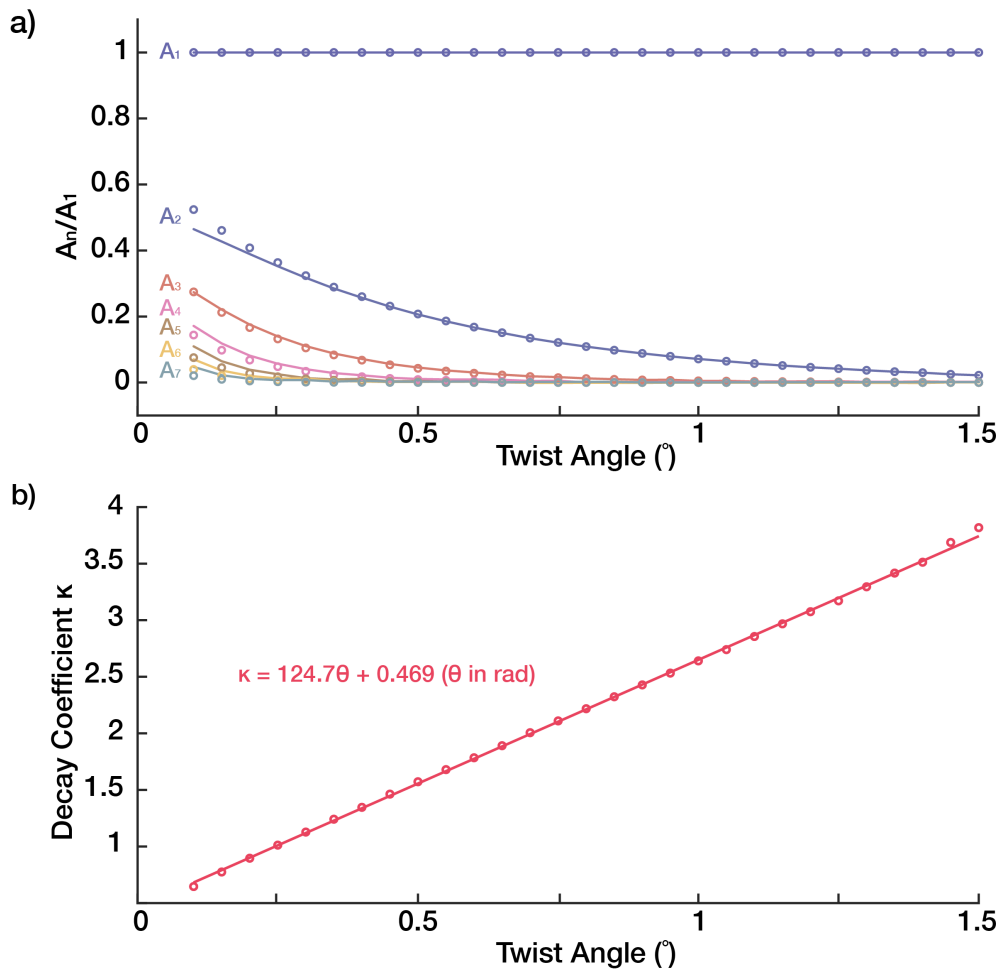 a)
Aₙ/A₁
1
0.8
0.6
0.4
0.2
0
A₁
A₂
A₃
A₄
A₅
A₆
A₇
0 0.5 1 1.5
Twist Angle (°)
b)
Decay Coefficient κ
4
3.5
3
2.5
2
1.5
1
κ = 124.7θ + 0.469 (θ in rad)
0 0.5 1 1.5
Twist Angle (°)